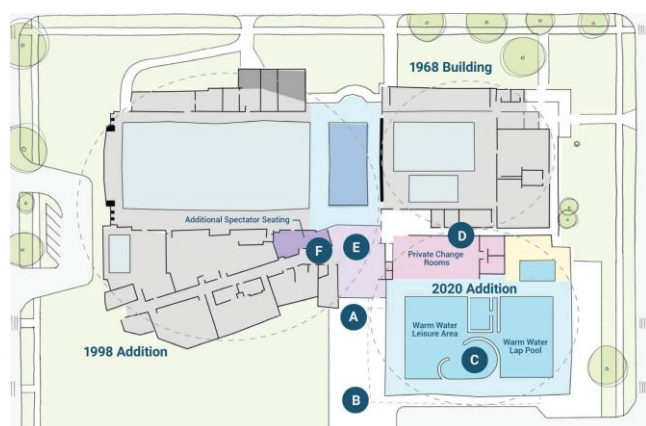 1968 Building
Additional Spectator Seating
F
E
D
Private Change
Rooms
2020 Addition
A
Warm Water
Leisure Area
Warm Water
Lap Pool
C
1998 Addition
B